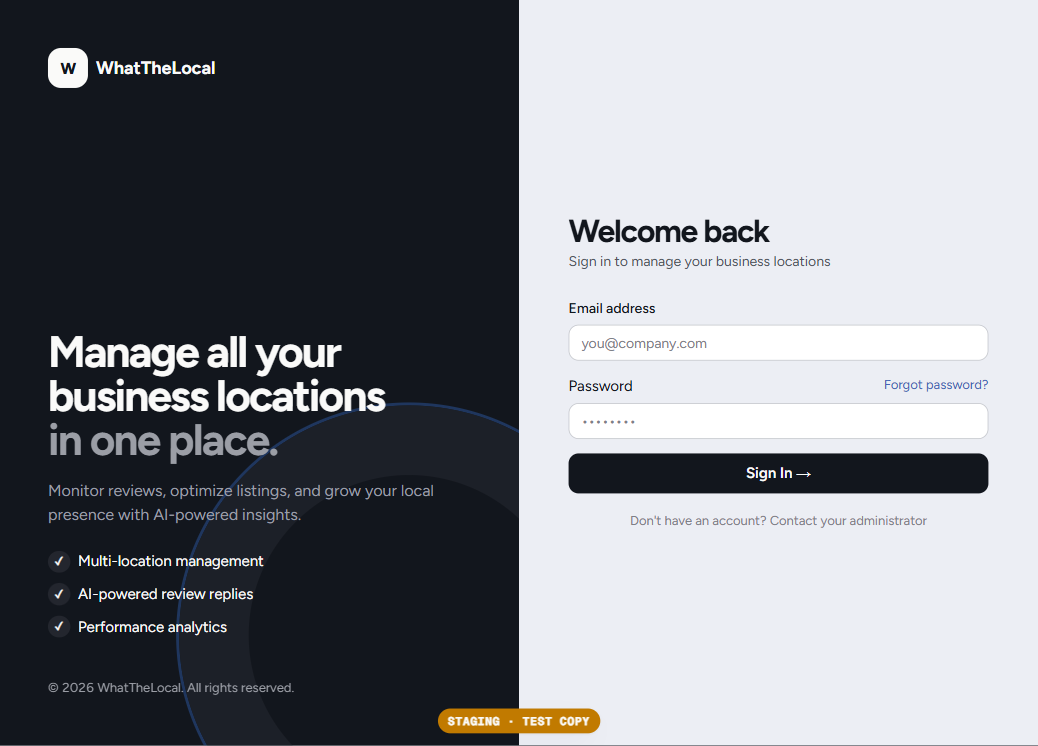 W WhatTheLocal
Manage all your
business locations
in one place.
Monitor reviews, optimize listings, and grow your local
presence with AI-powered insights.
✓ Multi-location management
✓ AI-powered review replies
✓ Performance analytics
© 2026 WhatTheLocal. All rights reserved.
Welcome back
Sign in to manage your business locations
Email address
you@company.com
Password Forgot password?
••••••••
Sign In →
Don't have an account? Contact your administrator
STAGING · TEST COPY